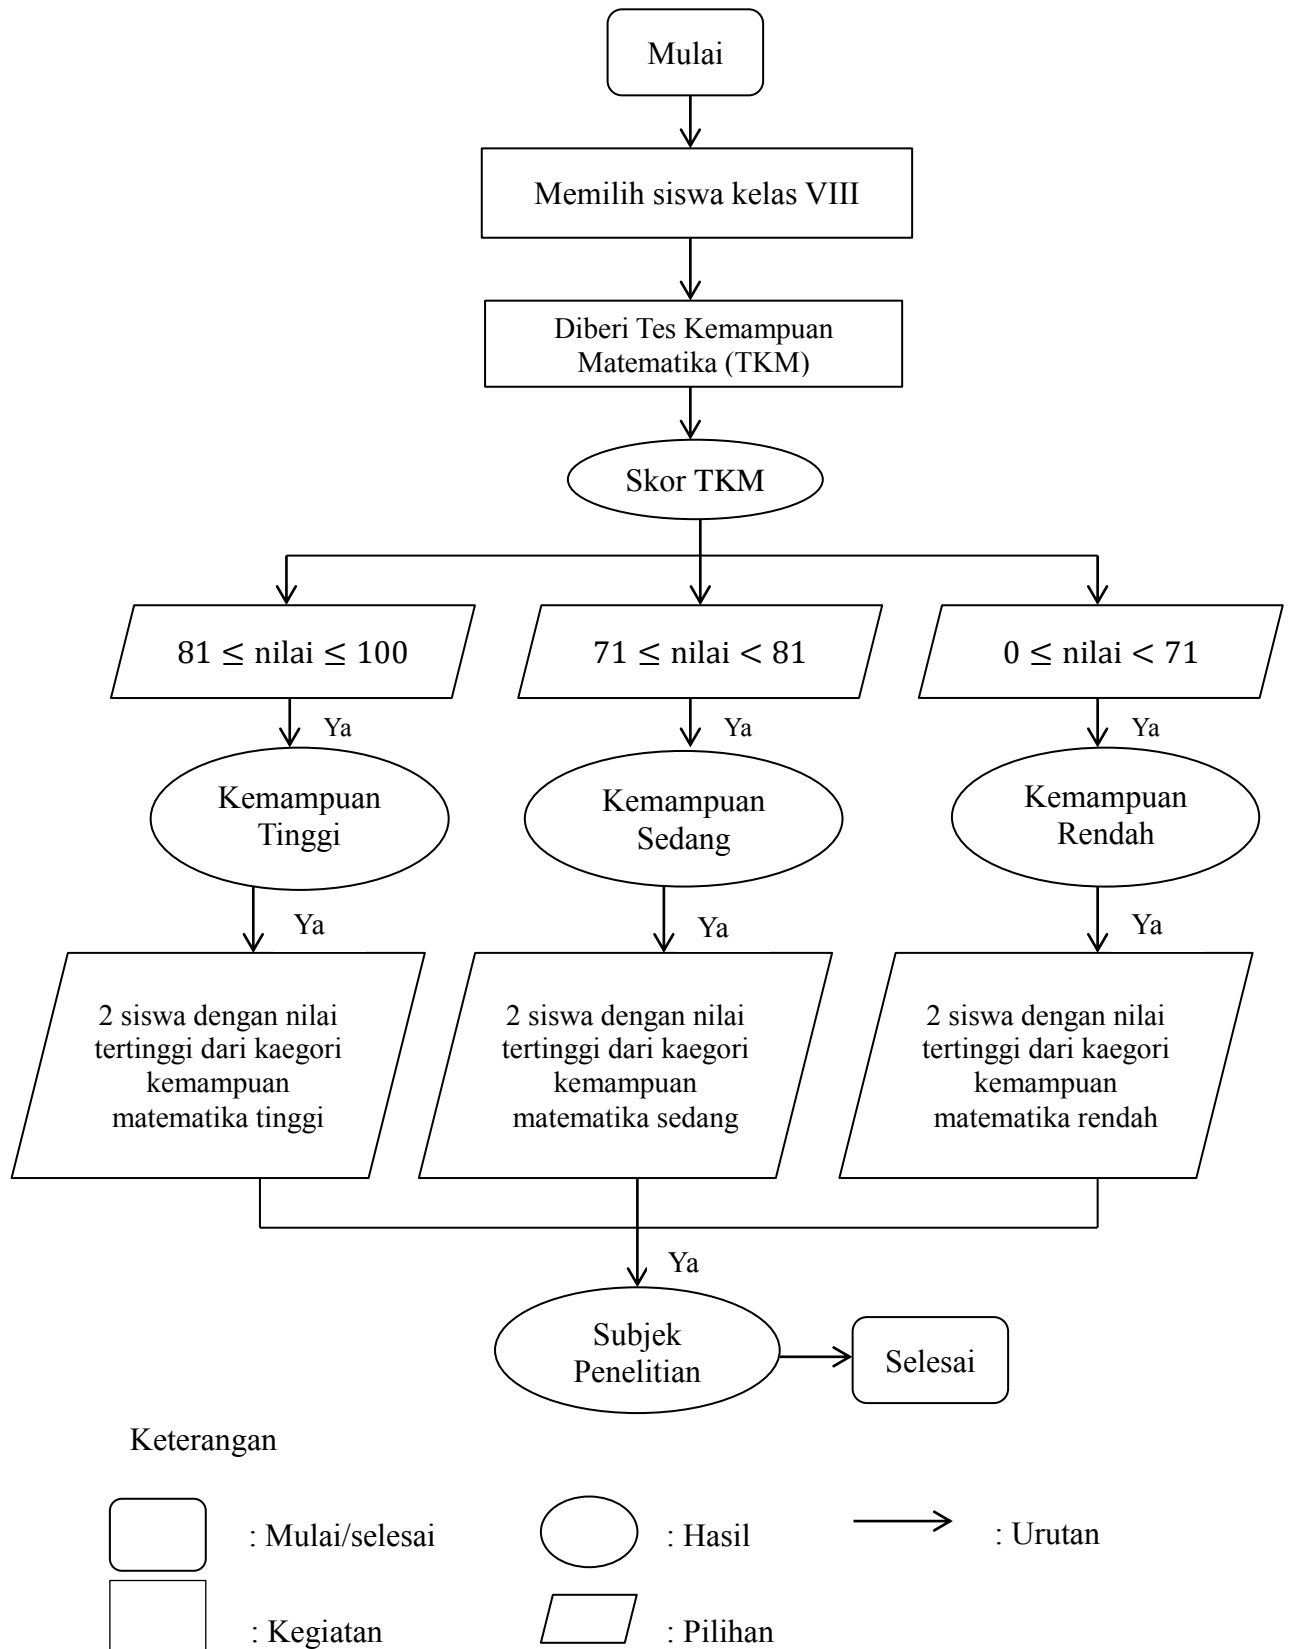 Mulai
Memilih siswa kelas VIII
Diberi Tes Kemampuan
Matematika (TKM)
Skor TKM
81 ≤ nilai ≤ 100
71 ≤ nilai < 81
0 ≤ nilai < 71
Ya
Ya
Ya
Kemampuan
Tinggi
Kemampuan
Sedang
Kemampuan
Rendah
Ya
Ya
Ya
2 siswa dengan nilai
tertinggi dari kaegori
kemampuan
matematika tinggi
2 siswa dengan nilai
tertinggi dari kaegori
kemampuan
matematika sedang
2 siswa dengan nilai
tertinggi dari kaegori
kemampuan
matematika rendah
Ya
Subjek
Penelitian
Selesai
Keterangan
: Mulai/selesai
: Hasil
: Urutan
: Kegiatan
: Pilihan